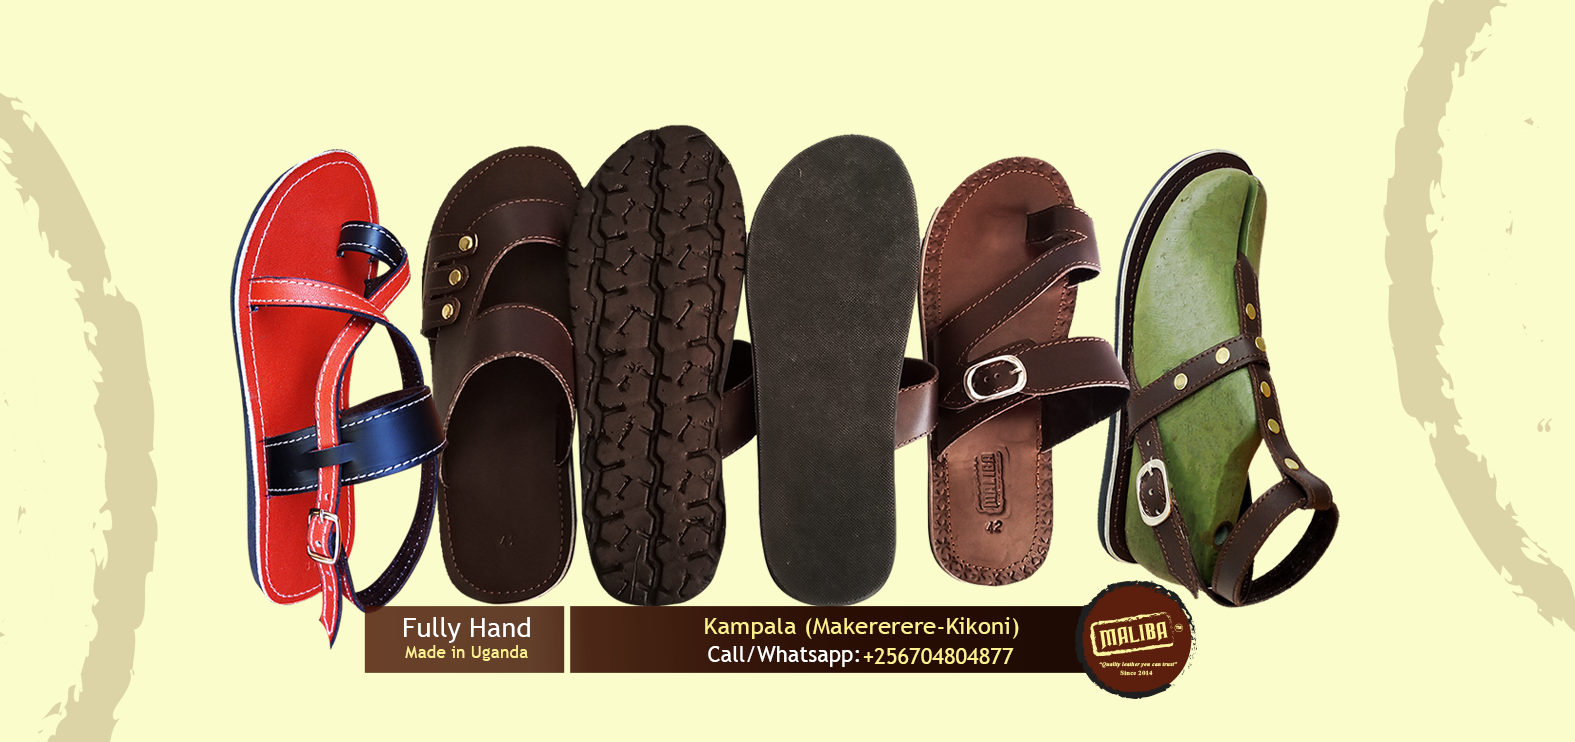 MALIBA
42
Fully Hand
Made in Uganda
Kampala (Makererere-Kikoni)
Call/Whatsapp: +256704804877
MALIBA
"Quality leather you can trust"
Since 2014